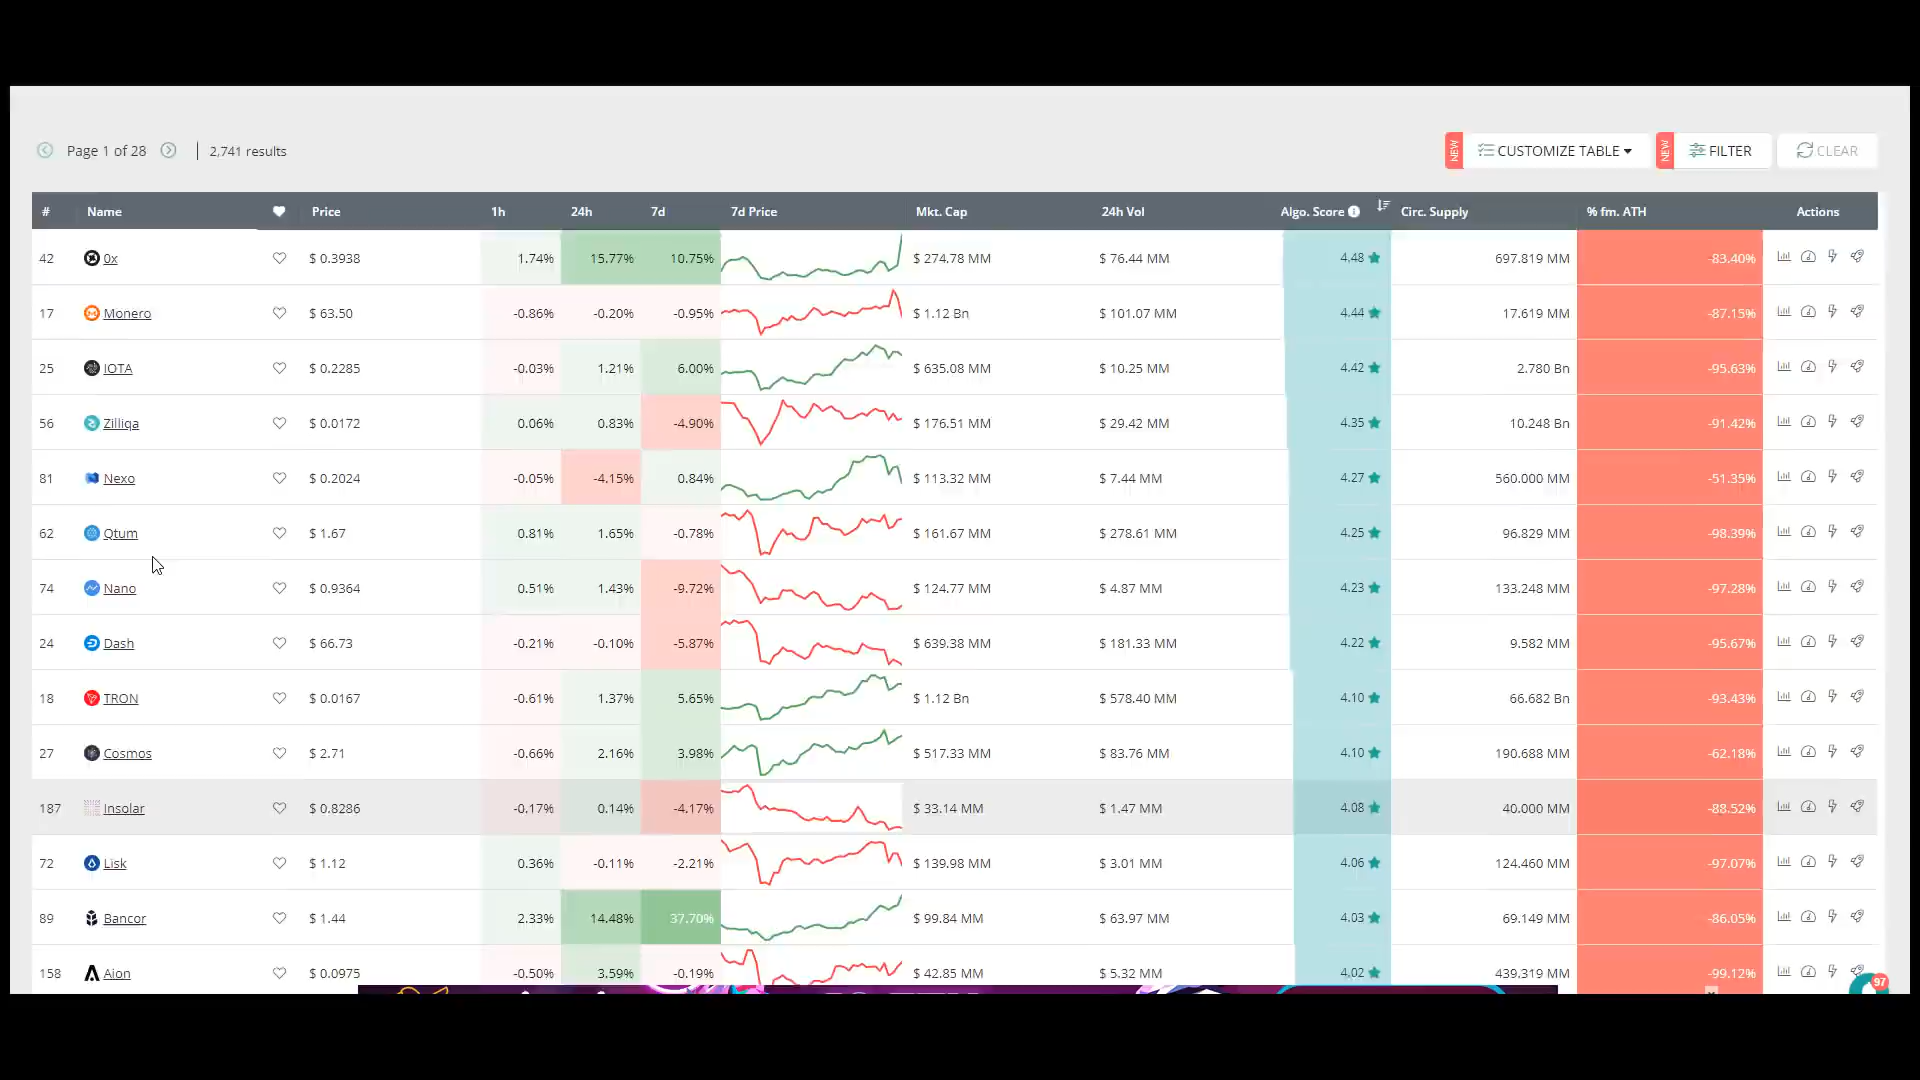 Page 1 of 28 | 2,741 results NEW CUSTOMIZE TABLE NEW FILTER CLEAR
# Name Price 1h 24h 7d 7d Price Mkt. Cap 24h Vol Algo. Score Circ. Supply % fm. ATH Actions
42 0x $ 0.3938 1.74% 15.77% 10.75% $ 274.78 MM $ 76.44 MM 4.48 697.819 MM -83.40%
17 Monero $ 63.50 -0.86% -0.20% -0.95% $ 1.12 Bn $ 101.07 MM 4.44 17.619 MM -87.15%
25 IOTA $ 0.2285 -0.03% 1.21% 6.00% $ 635.08 MM $ 10.25 MM 4.42 2.780 Bn -95.63%
56 Zilliqa $ 0.0172 0.06% 0.83% -4.90% $ 176.51 MM $ 29.42 MM 4.35 10.248 Bn -91.42%
81 Nexo $ 0.2024 -0.05% -4.15% 0.84% $ 113.32 MM $ 7.44 MM 4.27 560.000 MM -51.35%
62 Qtum $ 1.67 0.81% 1.65% -0.78% $ 161.67 MM $ 278.61 MM 4.25 96.829 MM -98.39%
74 Nano $ 0.9364 0.51% 1.43% -9.72% $ 124.77 MM $ 4.87 MM 4.23 133.248 MM -97.28%
24 Dash $ 66.73 -0.21% -0.10% -5.87% $ 639.38 MM $ 181.33 MM 4.22 9.582 MM -95.67%
18 TRON $ 0.0167 -0.61% 1.37% 5.65% $ 1.12 Bn $ 578.40 MM 4.10 66.682 Bn -93.43%
27 Cosmos $ 2.71 -0.66% 2.16% 3.98% $ 517.33 MM $ 83.76 MM 4.10 190.688 MM -62.18%
187 Insolar $ 0.8286 -0.17% 0.14% -4.17% $ 33.14 MM $ 1.47 MM 4.08 40.000 MM -88.52%
72 Lisk $ 1.12 0.36% -0.11% -2.21% $ 139.98 MM $ 3.01 MM 4.06 124.460 MM -97.07%
89 Bancor $ 1.44 2.33% 14.48% 37.70% $ 99.84 MM $ 63.97 MM 4.03 69.149 MM -86.05%
158 Aion $ 0.0975 -0.50% 3.59% -0.19% $ 42.85 MM $ 5.32 MM 4.02 439.319 MM -99.12%
97